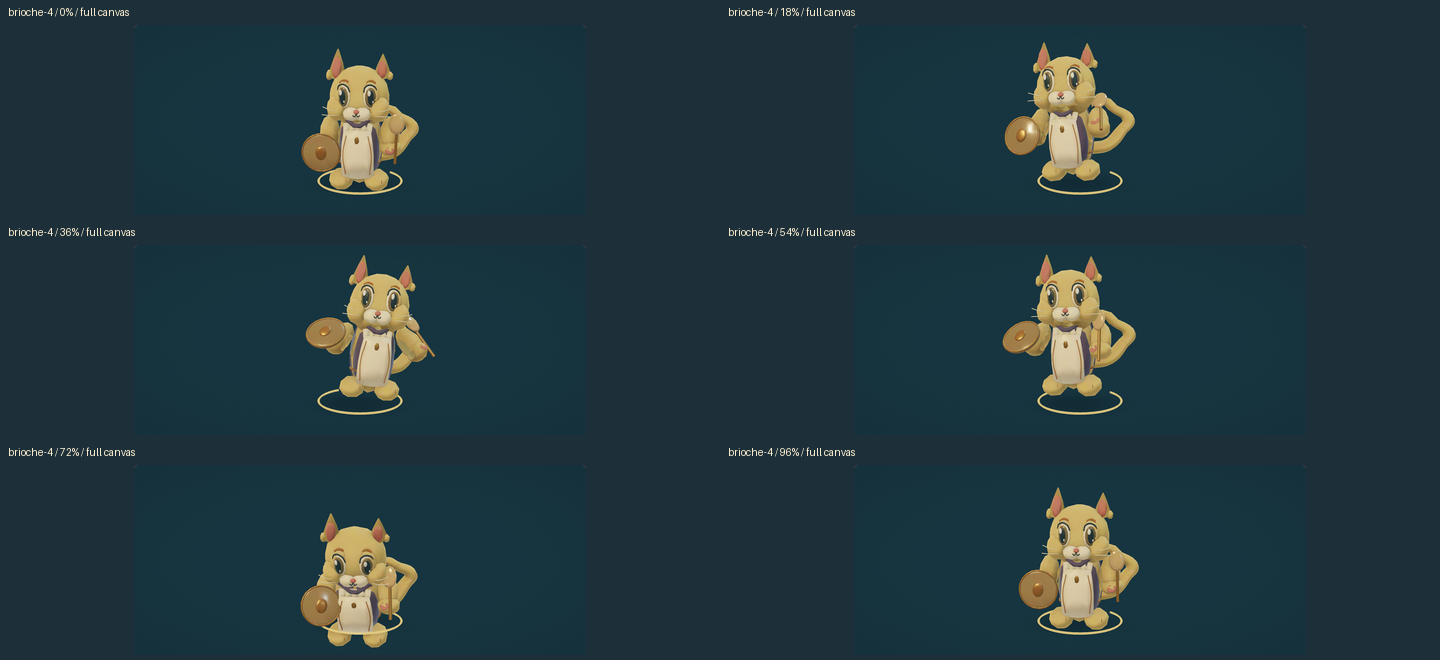 brioche-4 / 0% / full canvas
brioche-4 / 18% / full canvas
brioche-4 / 36% / full canvas
brioche-4 / 54% / full canvas
brioche-4 / 72% / full canvas
brioche-4 / 96% / full canvas